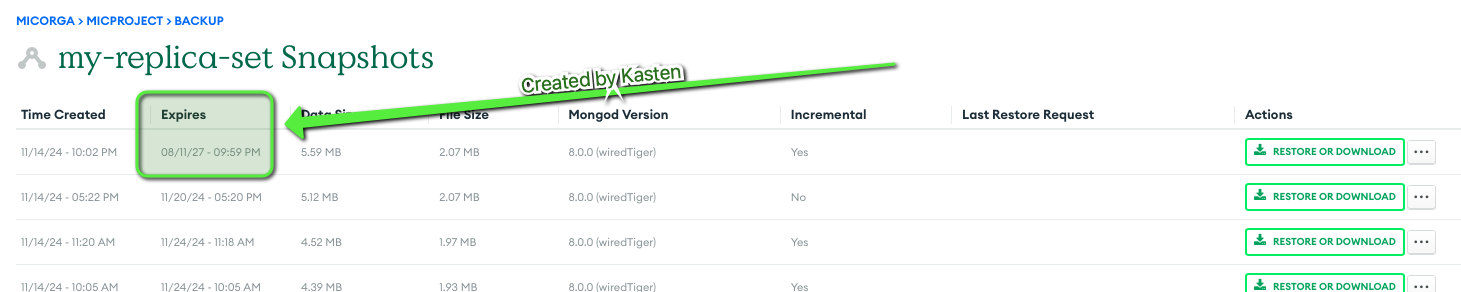 MICORGA > MICPROJECT > BACKUP
my-replica-set Snapshots
Created by Kasten
Time Created Expires Data Size File Size Mongod Version Incremental Last Restore Request Actions
11/14/24 - 10:02 PM 08/11/27 - 09:59 PM 5.59 MB 2.07 MB 8.0.0 (wiredTiger) Yes RESTORE OR DOWNLOAD ...
11/14/24 - 05:22 PM 11/20/24 - 05:20 PM 5.12 MB 2.07 MB 8.0.0 (wiredTiger) No RESTORE OR DOWNLOAD ...
11/14/24 - 11:20 AM 11/24/24 - 11:18 AM 4.52 MB 1.97 MB 8.0.0 (wiredTiger) Yes RESTORE OR DOWNLOAD ...
11/14/24 - 10:05 AM 11/24/24 - 10:05 AM 4.39 MB 1.93 MB 8.0.0 (wiredTiger) Yes RESTORE OR DOWNLOAD ...